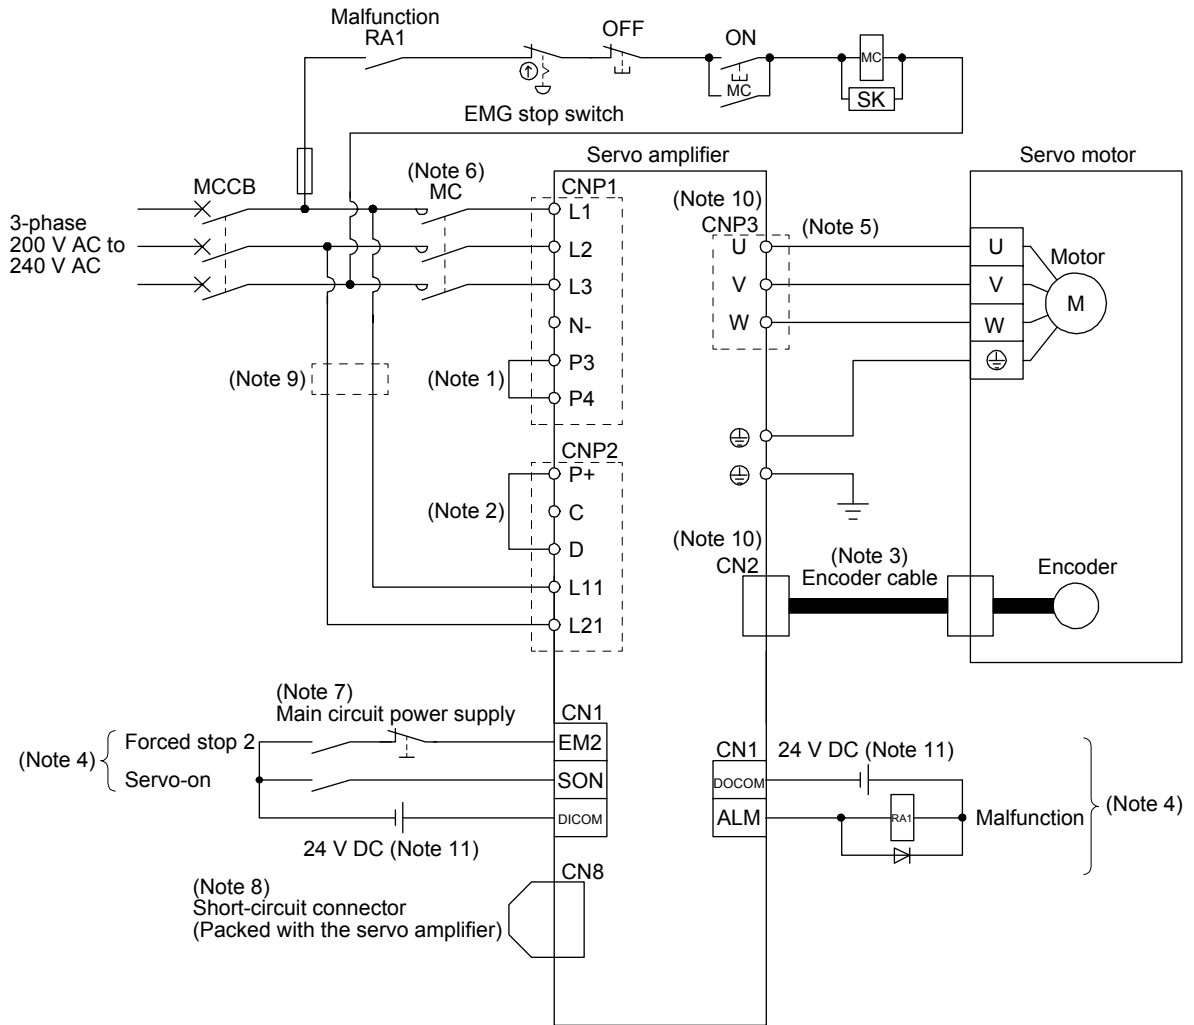 Malfunction
RA1
OFF
ON
MC
MC
SK
EMG stop switch
Servo amplifier
Servo motor
MCCB
(Note 6)
MC
CNP1
(Note 10)
CNP3
(Note 5)
3-phase
200 V AC to
240 V AC
L1
L2
L3
N-
P3
P4
U
V
W
U
V
W
Motor
M
(Note 9)
(Note 1)
CNP2
P+
C
D
L11
L21
(Note 2)
(Note 10)
CN2
(Note 3)
Encoder cable
Encoder
(Note 7)
Main circuit power supply
CN1
(Note 4)
Forced stop 2
EM2
Servo-on
SON
DICOM
24 V DC (Note 11)
CN1
24 V DC (Note 11)
DOCOM
ALM
RA1
Malfunction
(Note 4)
CN8
(Note 8)
Short-circuit connector
(Packed with the servo amplifier)